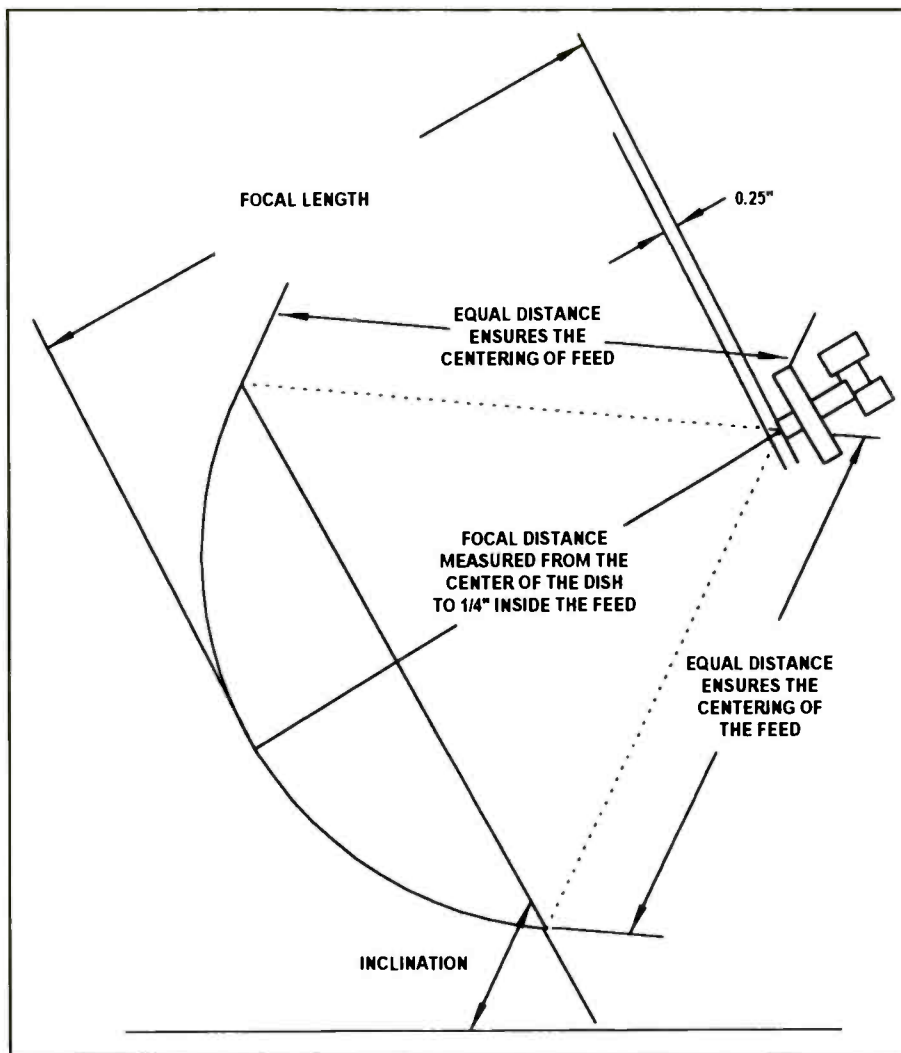 FOCAL LENGTH
0.25"
EQUAL DISTANCE
ENSURES THE
CENTERING OF FEED
FOCAL DISTANCE
MEASURED FROM THE
CENTER OF THE DISH
TO 1/4" INSIDE THE FEED
EQUAL DISTANCE
ENSURES THE
CENTERING OF
THE FEED
INCLINATION